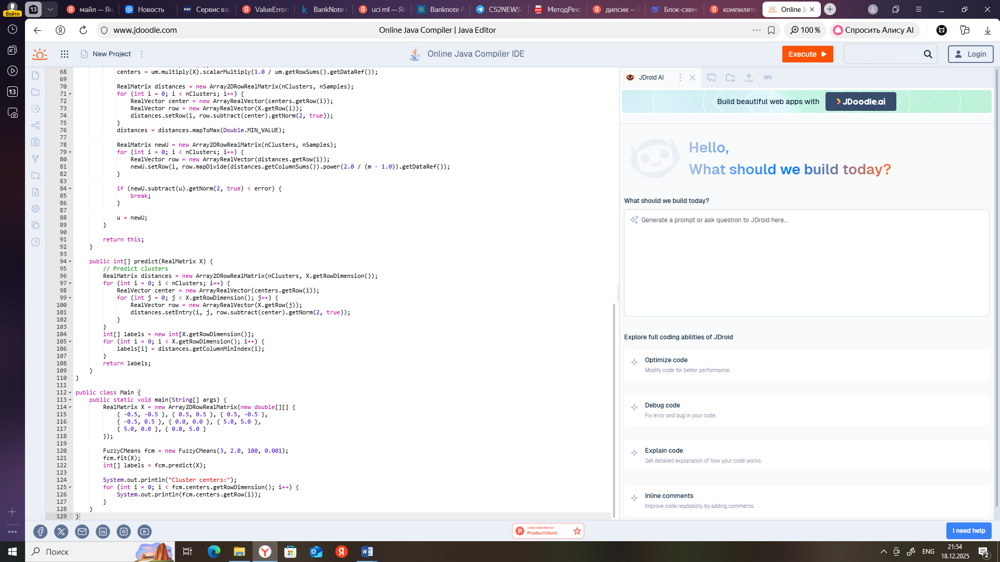 Войти
13
майл — Ян
Новость
Сервис вза
ValueError:
BankNote A
uci ml — Ян
Banknote A
CS2NEWS
МетодРеко
дипсик — Я
Блок-схем
компилято
Online Ja
www.jdoodle.com
Online Java Compiler | Java Editor
100 %
Спросить Алису AI
New Project
Online Java Compiler IDE
Execute
Login
13
68 centers = um.multiply(X).scalarMultiply(1.0 / um.getRowSums().getDataRef());
69
70 RealMatrix distances = new Array2DRowRealMatrix(nClusters, nSamples);
71 for (int i = 0; i < nClusters; i++) {
72 RealVector center = new ArrayRealVector(centers.getRow(i));
73 RealVector row = new ArrayRealVector(X.getRow(i));
74 distances.setRow(i, row.subtract(center).getNorm(2, true));
75 }
76 distances = distances.mapToMax(Double.MIN_VALUE);
77
78 RealMatrix newU = new Array2DRowRealMatrix(nClusters, nSamples);
79 for (int i = 0; i < nClusters; i++) {
80 RealVector row = new ArrayRealVector(distances.getRow(i));
81 newU.setRow(i, row.mapDivide(distances.getColumnSums()).power(2.0 / (m - 1.0)).getDataRef());
82 }
83
84 if (newU.subtract(u).getNorm(2, true) < error) {
85 break;
86 }
87
88 u = newU;
89 }
90
91 return this;
92 }
93
94 public int[] predict(RealMatrix X) {
95 // Predict clusters
96 RealMatrix distances = new Array2DRowRealMatrix(nClusters, X.getRowDimension());
97 for (int i = 0; i < nClusters; i++) {
98 RealVector center = new ArrayRealVector(centers.getRow(i));
99 for (int j = 0; j < X.getRowDimension(); j++) {
100 RealVector row = new ArrayRealVector(X.getRow(j));
101 distances.setEntry(i, j, row.subtract(center).getNorm(2, true));
102 }
103 }
104 int[] labels = new int[X.getRowDimension()];
105 for (int i = 0; i < X.getRowDimension(); i++) {
106 labels[i] = distances.getColumnMinIndex(i);
107 }
108 return labels;
109 }
110 }
111
112 public class Main {
113 public static void main(String[] args) {
114 RealMatrix X = new Array2DRowRealMatrix(new double[][] {
115 { -0.5, -0.5 }, { 0.5, 0.5 }, { 0.5, -0.5 },
116 { -0.5, 0.5 }, { 0.0, 0.0 }, { 5.0, 5.0 },
117 { 5.0, 0.0 }, { 0.0, 5.0 }
118 });
119
120 FuzzyCMeans fcm = new FuzzyCMeans(3, 2.0, 100, 0.001);
121 fcm.fit(X);
122 int[] labels = fcm.predict(X);
123
124 System.out.println("Cluster centers:");
125 for (int i = 0; i < fcm.centers.getRowDimension(); i++) {
126 System.out.println(fcm.centers.getRow(i));
127 }
128 }
129 }
JDroid AI
API
Build beautiful web apps with
JDoodle.ai
Hello,
What should we build today?
What should we build today?
Generate a prompt or ask question to JDroid here...
Explore full coding abilities of JDroid
Optimize code
Modify code for better performance.
Debug code
Fix error and bug in your code.
Explain code
Get detailed explanation of how your code works.
Inline comments
Improve code readability by adding comments.
LEAVE A REVIEW ON
Product Hunt
I need help
Поиск
ENG
21:54
18.12.2025
2